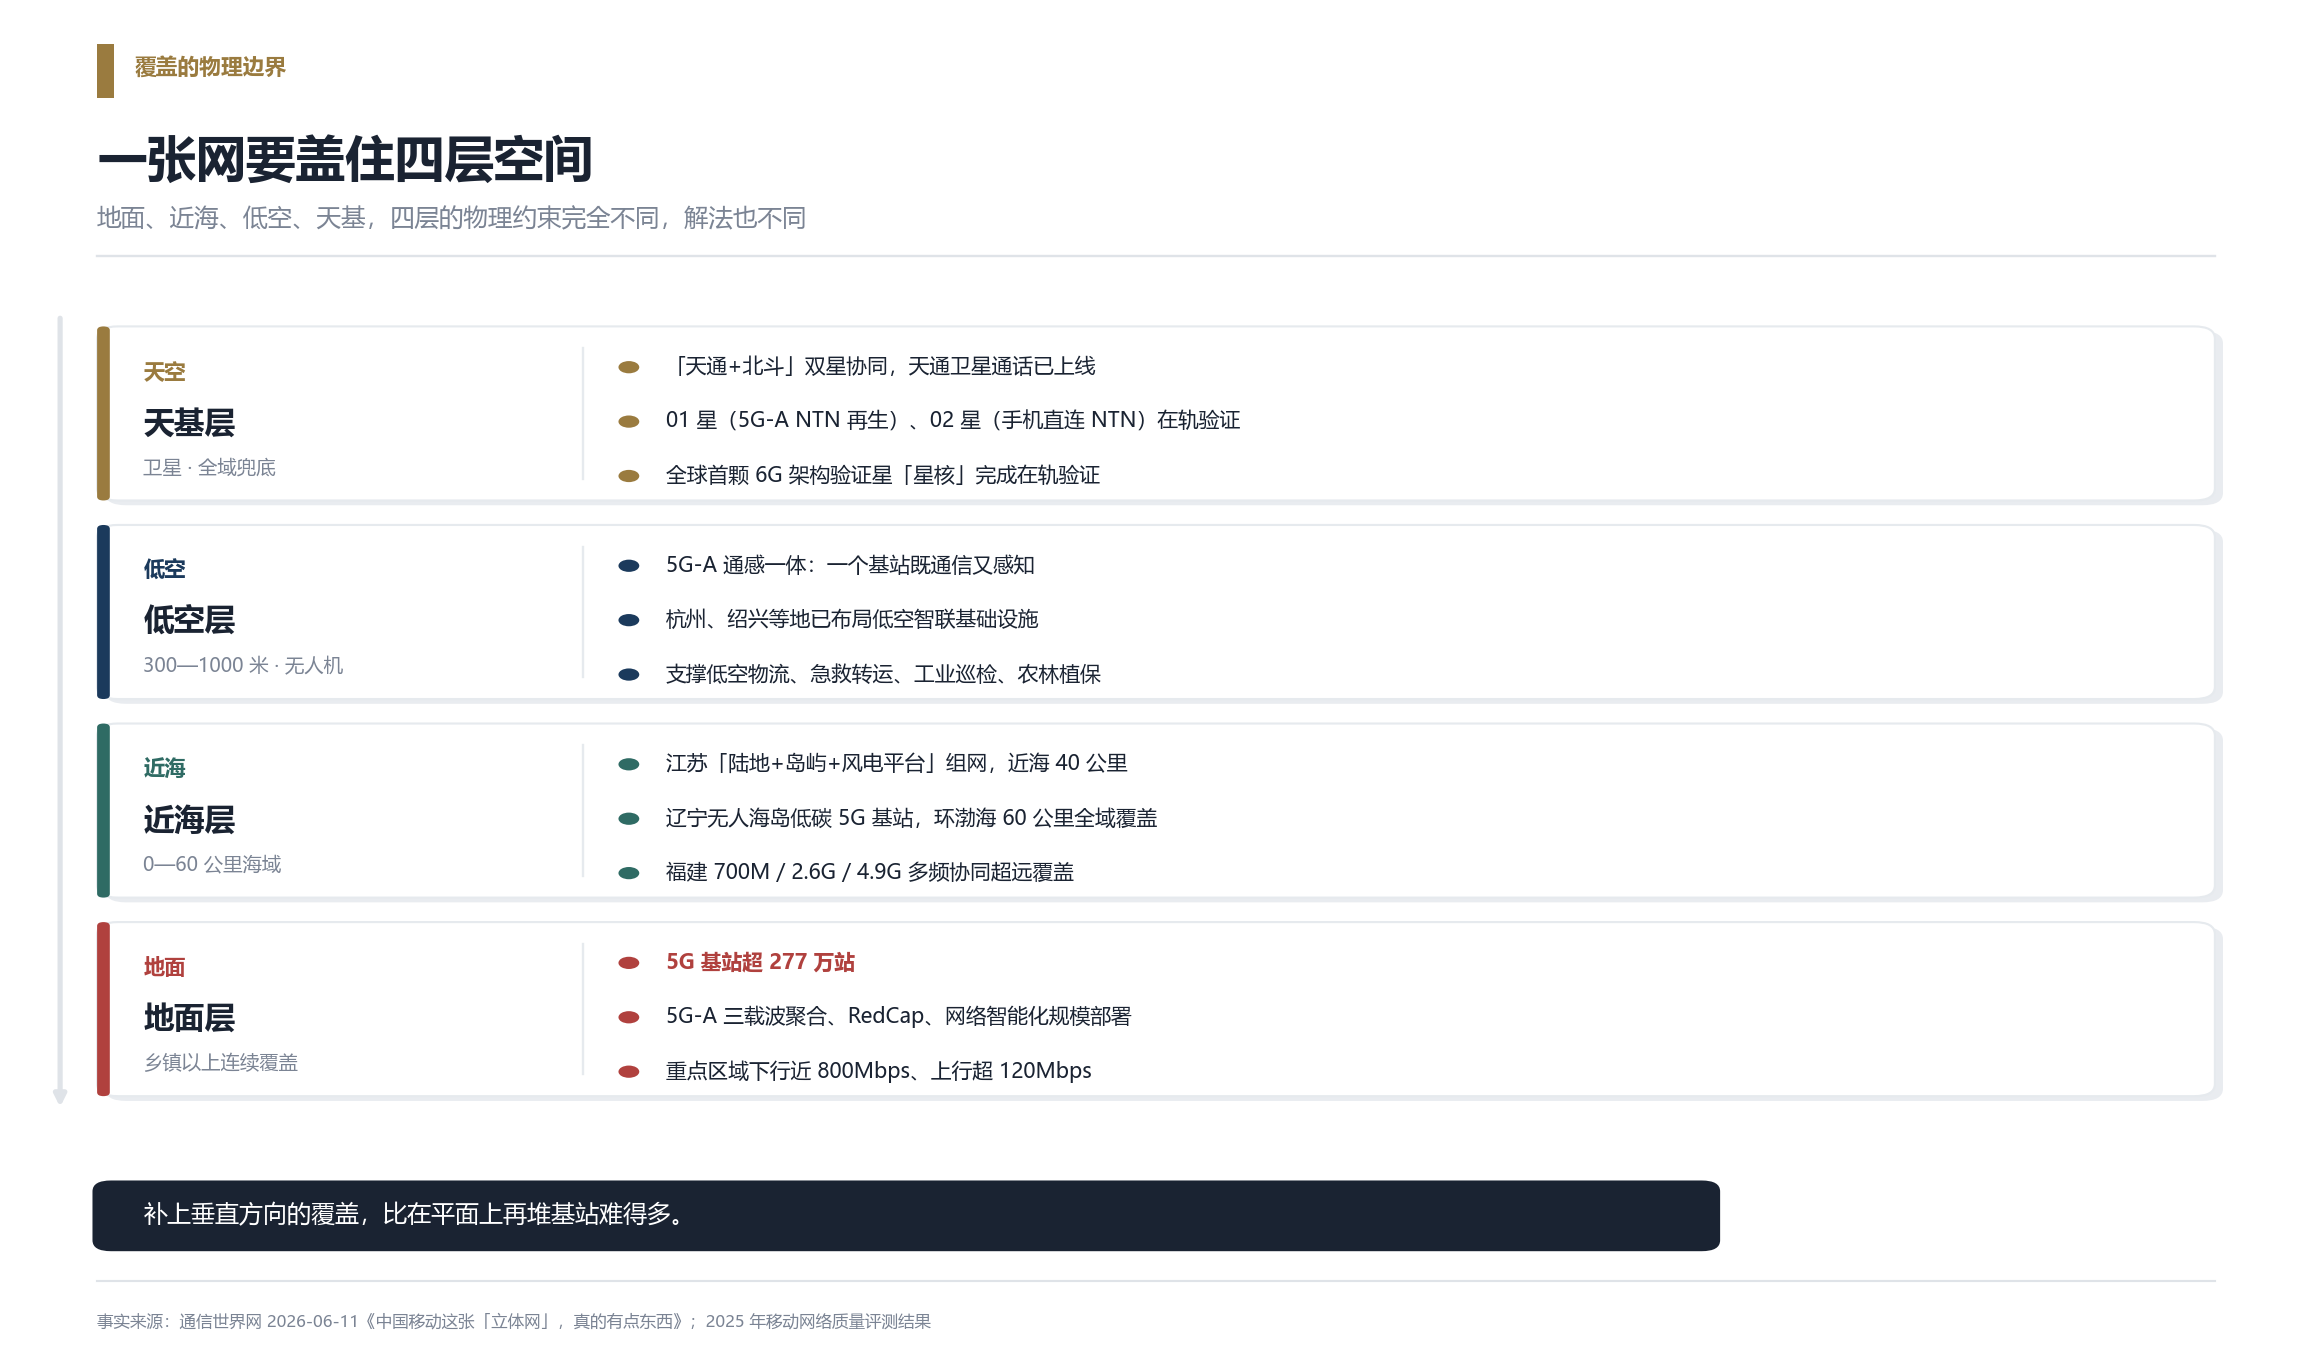 覆盖的物理边界
一张网要盖住四层空间
地面、近海、低空、天基，四层的物理约束完全不同，解法也不同
天空
天基层
卫星 · 全域兜底
「天通+北斗」双星协同，天通卫星通话已上线
01 星（5G-A NTN 再生）、02 星（手机直连 NTN）在轨验证
全球首颗 6G 架构验证星「星核」完成在轨验证
低空
低空层
300—1000 米 · 无人机
5G-A 通感一体：一个基站既通信又感知
杭州、绍兴等地已布局低空智联基础设施
支撑低空物流、急救转运、工业巡检、农林植保
近海
近海层
0—60 公里海域
江苏「陆地+岛屿+风电平台」组网，近海 40 公里
辽宁无人海岛低碳 5G 基站，环渤海 60 公里全域覆盖
福建 700M / 2.6G / 4.9G 多频协同超远覆盖
地面
地面层
乡镇以上连续覆盖
5G 基站超 277 万站
5G-A 三载波聚合、RedCap、网络智能化规模部署
重点区域下行近 800Mbps、上行超 120Mbps
补上垂直方向的覆盖，比在平面上再堆基站难得多。
事实来源：通信世界网 2026-06-11《中国移动这张「立体网」，真的有点东西》；2025 年移动网络质量评测结果